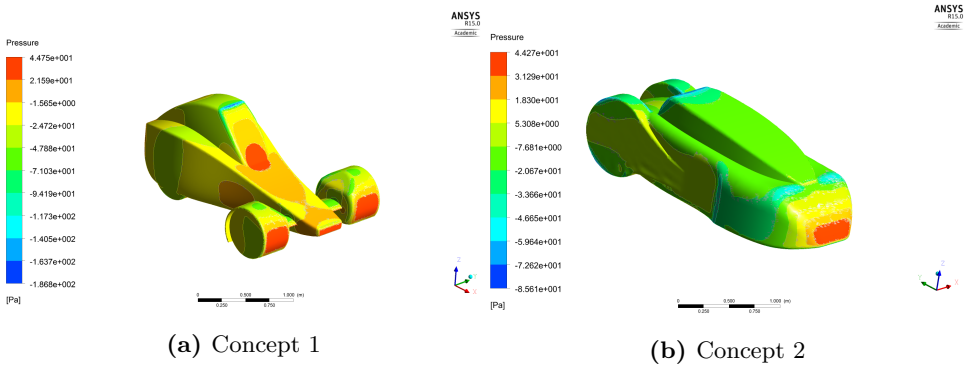 ANSYS
R15.0
Academic
Pressure
4.475e+001
2.159e+001
-1.565e+000
-2.472e+001
-4.788e+001
-7.103e+001
-9.419e+001
-1.173e+002
-1.405e+002
-1.637e+002
-1.868e+002
[Pa]
0 0.500 1.000 (m)
0.250 0.750
Z
X
(a) Concept 1
ANSYS
R15.0
Academic
Pressure
4.427e+001
3.129e+001
1.830e+001
5.308e+000
-7.681e+000
-2.067e+001
-3.366e+001
-4.665e+001
-5.964e+001
-7.262e+001
-8.561e+001
[Pa]
0 0.500 1.000 (m)
0.250 0.750
Z
X
(b) Concept 2